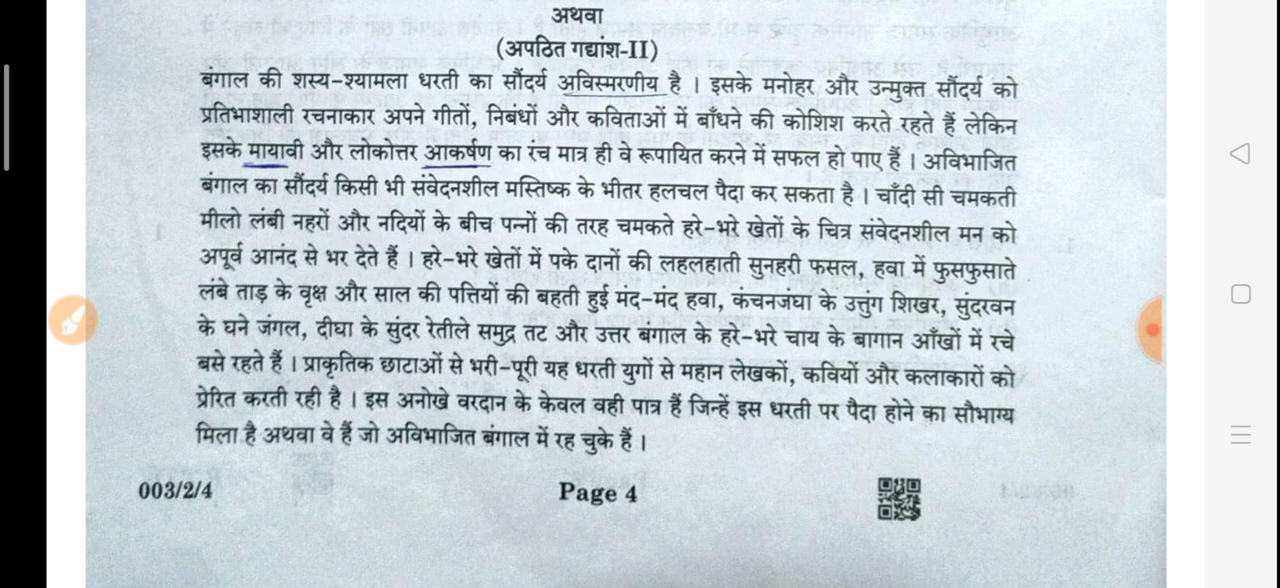 अथवा
(अपठित गद्यांश-II)
बंगाल की शस्य-श्यामला धरती का सौंदर्य अविस्मरणीय है । इसके मनोहर और उन्मुक्त सौंदर्य को
प्रतिभाशाली रचनाकार अपने गीतों, निबंधों और कविताओं में बाँधने की कोशिश करते रहते हैं लेकिन
इसके मायावी और लोकोत्तर आकर्षण का रंच मात्र ही वे रूपायित करने में सफल हो पाए हैं । अविभाजित
बंगाल का सौंदर्य किसी भी संवेदनशील मस्तिष्क के भीतर हलचल पैदा कर सकता है । चाँदी सी चमकती
मीलो लंबी नहरों और नदियों के बीच पन्नों की तरह चमकते हरे-भरे खेतों के चित्र संवेदनशील मन को
अपूर्व आनंद से भर देते हैं । हरे-भरे खेतों में पके दानों की लहलहाती सुनहरी फसल, हवा में फुसफुसाते
लंबे ताड़ के वृक्ष और साल की पत्तियों की बहती हुई मंद-मंद हवा, कचनजघा के उत्तुग शिखर, सुंदरवन
के घने जंगल, दीघा के सुंदर रेतीले समुद्र तट और उत्तर बंगाल के हरे-भरे चाय के बागान आँखों में रचे
बसे रहते हैं । प्राकृतिक छाटाओं से भरी-पूरी यह धरती युगों से महान लेखकों, कवियों और कलाकारों को
प्रेरित करती रही है । इस अनोखे वरदान के केवल वही पात्र हैं जिन्हें इस धरती पर पैदा होने का सौभाग्य
मिला है अथवा वे हैं जो अविभाजित बंगाल में रह चुके हैं ।
003/2/4
Page 4